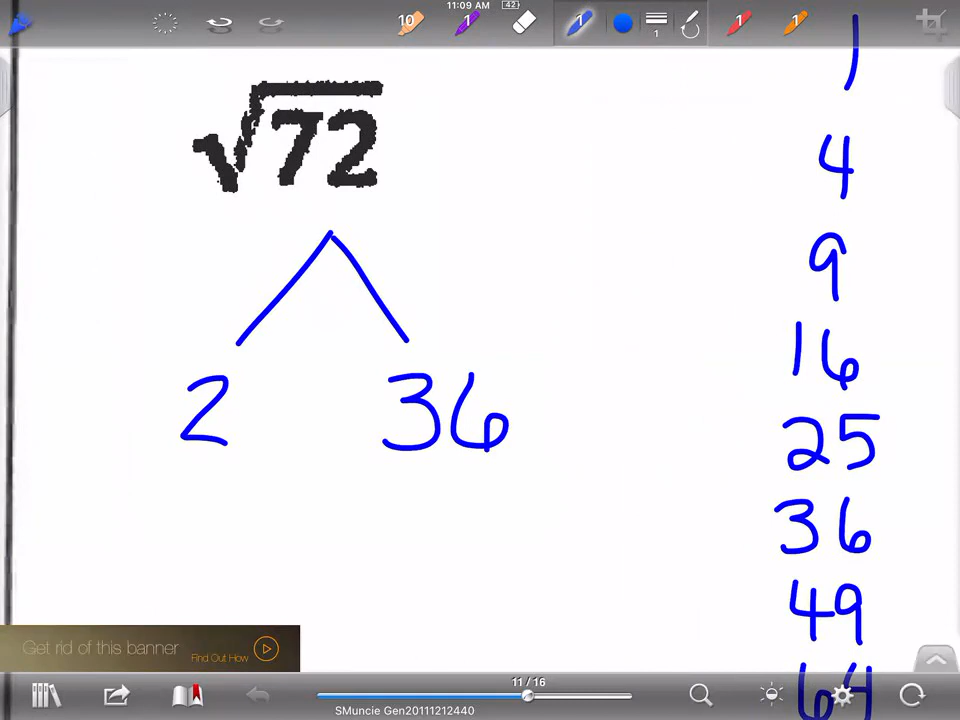 11:09 AM 42
10 1 1 1 1 1
√72
2 36
1
4
9
16
25
36
49
64
Get rid of this banner
Find Out How
11 / 16
SMuncie Gen20111212440